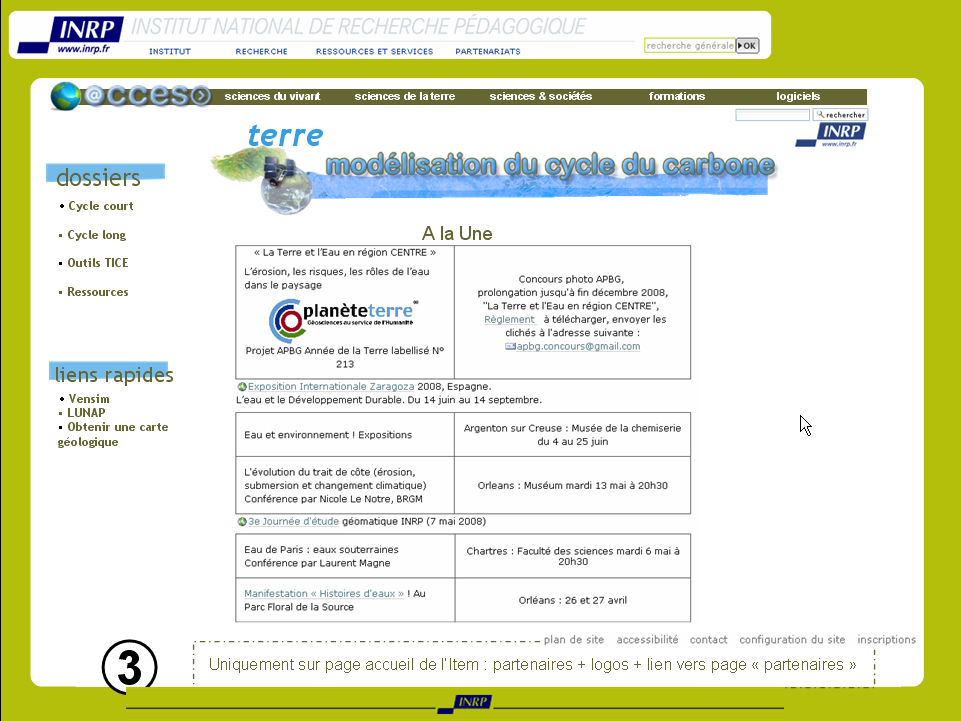 INRP
www.inrp.fr
INSTITUT NATIONAL DE RECHERCHE PÉDAGOGIQUE
INSTITUT RECHERCHE RESSOURCES ET SERVICES PARTENARIATS
recherche générale OK
@cceso
sciences du vivant sciences de la terre sciences & sociétés formations logiciels
rechercher
INRP
www.inrp.fr
terre
modélisation du cycle du carbone
dossiers
• Cycle court
• Cycle long
• Outils TICE
• Ressources
liens rapides
• Vensim
• LUNAP
• Obtenir une carte
géologique
A la Une
« La Terre et l'Eau en région CENTRE »
L'érosion, les risques, les rôles de l'eau
dans le paysage
planèteterre
Géosciences au service de l'Humanité
Projet APBG Année de la Terre labellisé N°
213
Concours photo APBG,
prolongation jusqu'à fin décembre 2008,
"La Terre et l'Eau en région CENTRE",
Règlement à télécharger, envoyer les
clichés à l'adresse suivante :
apbg.concours@gmail.com
Exposition Internationale Zaragoza 2008, Espagne.
L'eau et le Développement Durable. Du 14 juin au 14 septembre.
Eau et environnement ! Expositions
Argenton sur Creuse : Musée de la chemiserie
du 4 au 25 juin
L'évolution du trait de côte (érosion,
submersion et changement climatique)
Conférence par Nicole Le Notre, BRGM
Orleans : Muséum mardi 13 mai à 20h30
3e Journée d'étude géomatique INRP (7 mai 2008)
Eau de Paris : eaux souterraines
Conférence par Laurent Magne
Chartres : Faculté des sciences mardi 6 mai à
20h30
Manifestation « Histoires d'eaux » ! Au
Parc Floral de la Source
Orléans : 26 et 27 avril
plan de site accessibilité contact configuration du site inscriptions
3
Uniquement sur page accueil de l'Item : partenaires + logos + lien vers page « partenaires »
INRP